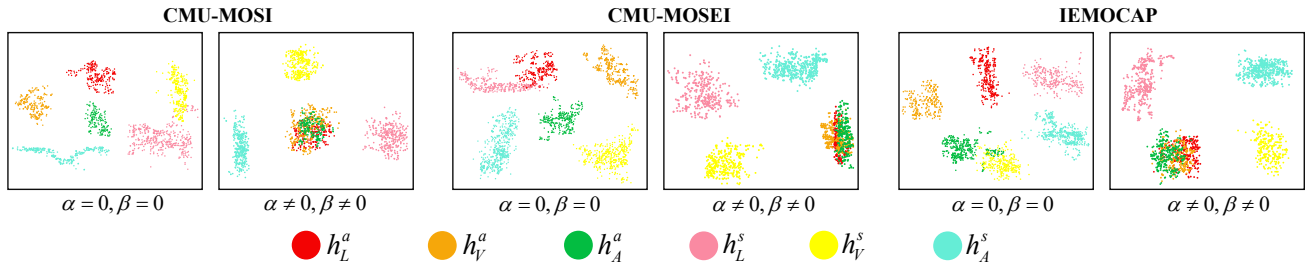 CMU-MOSI CMU-MOSEI IEMOCAP
α = 0, β = 0 α ≠ 0, β ≠ 0 α = 0, β = 0 α ≠ 0, β ≠ 0 α = 0, β = 0 α ≠ 0, β ≠ 0
h_L^a h_V^a h_A^a h_L^s h_V^s h_A^s